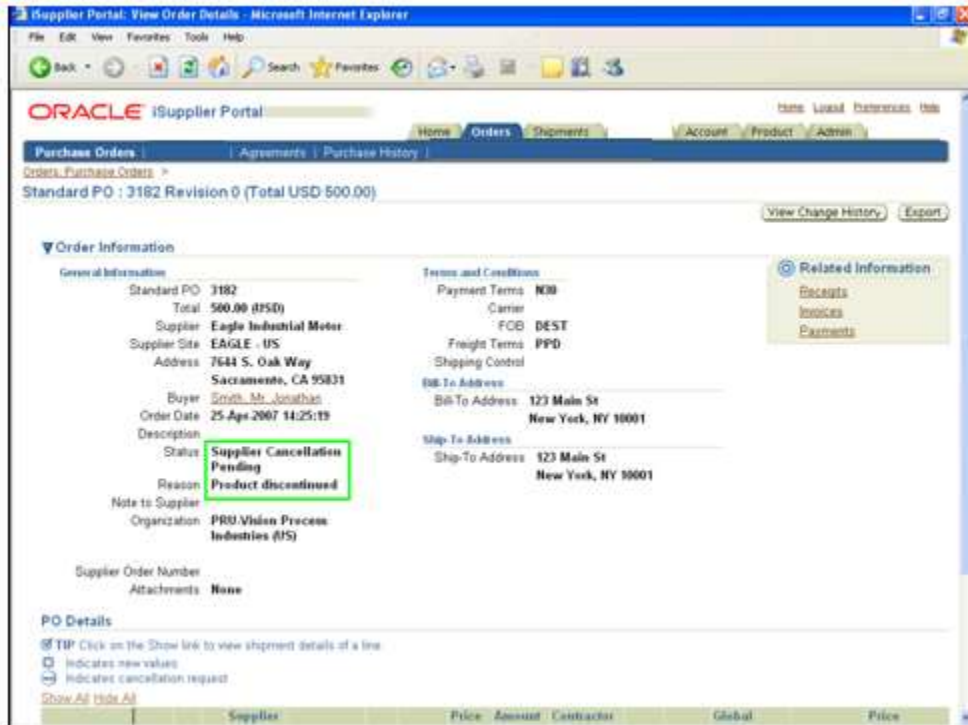 iSupplier Portal: View Order Details - Microsoft Internet Explorer
File Edit View Favorites Tools Help
Back Search Favorites
ORACLE iSupplier Portal
Home Logout Preferences Help
Home Orders Shipments Account Product Admin
Purchase Orders | Agreements | Purchase History |
Orders: Purchase Orders >
Standard PO : 3182 Revision 0 (Total USD 500.00)
View Change History Export
Order Information
General Information
Standard PO 3182
Total 500.00 (USD)
Supplier Eagle Industrial Motor
Supplier Site EAGLE - US
Address 7644 S. Oak Way
Sacramento, CA 95831
Buyer Smith, Mr. Jonathan
Order Date 25-Apr-2007 14:25:19
Description
Status Supplier Cancellation
Pending
Reason Product discontinued
Note to Supplier
Organization PRU-Vision Process
Industries (US)
Supplier Order Number
Attachments None
Terms and Conditions
Payment Terms N30
Carrier
FOB DEST
Freight Terms PPD
Shipping Control
Bill-To Address
Bill-To Address 123 Main St
New York, NY 10001
Ship-To Address
Ship-To Address 123 Main St
New York, NY 10001
Related Information
Receipts
Invoices
Payments
PO Details
TIP Click on the Show link to view shipment details of a line.
Indicates new values
Indicates cancellation request
Show All Hide All
Supplier Price Amount Contractor Global Price